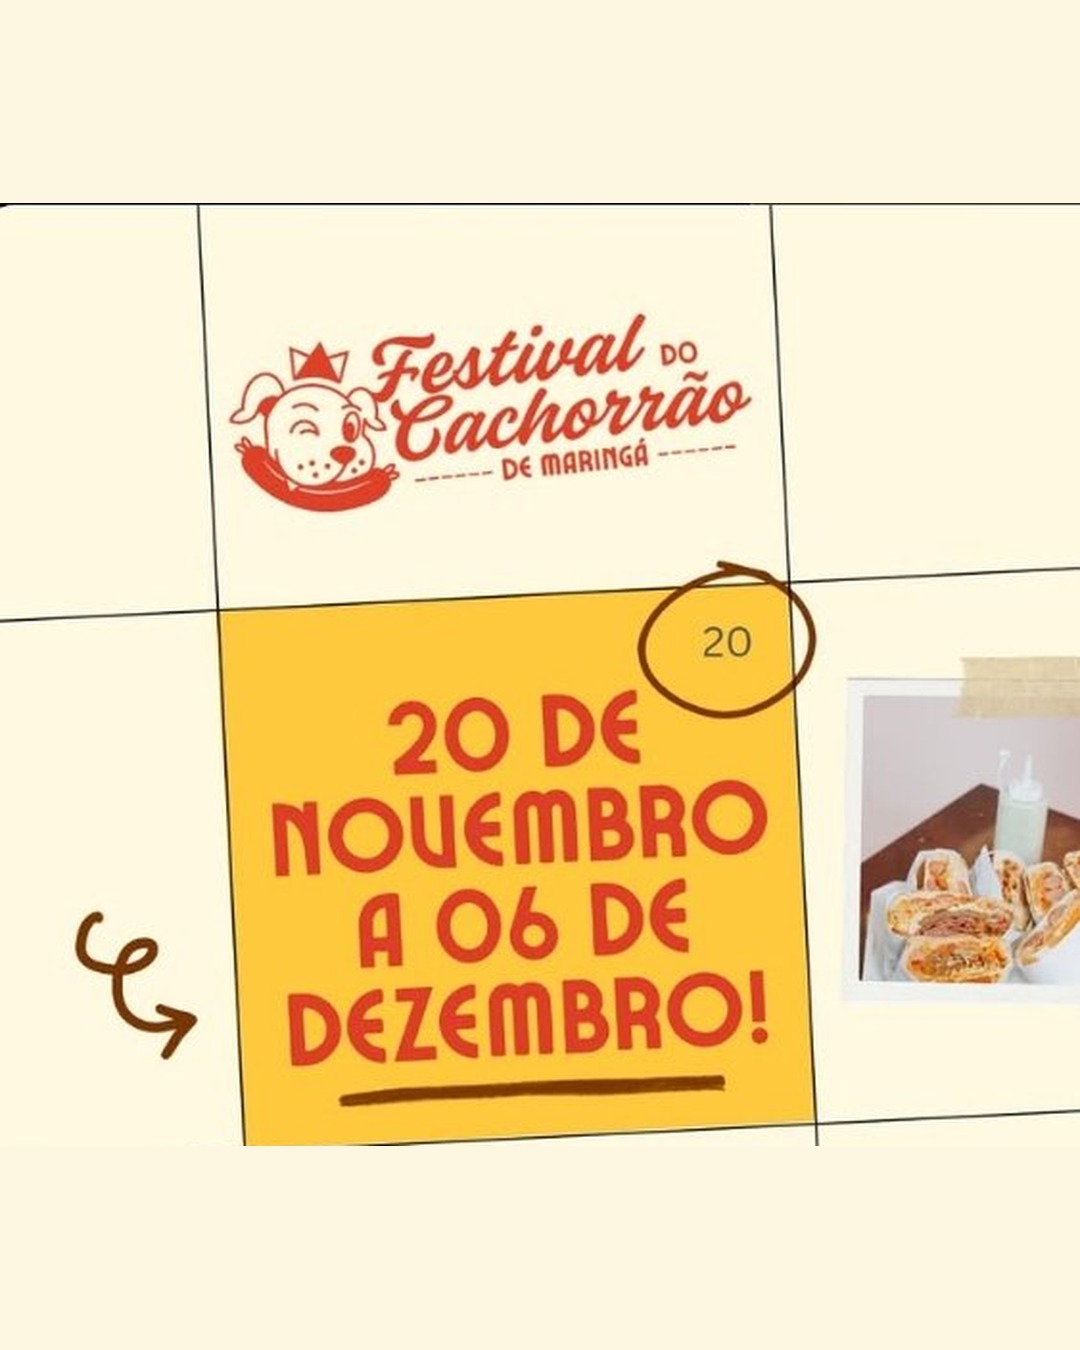 Festival DO
Cachorrão
DE MARINGÁ
20
20 DE
NOVEMBRO
A 06 DE
DEZEMBRO!